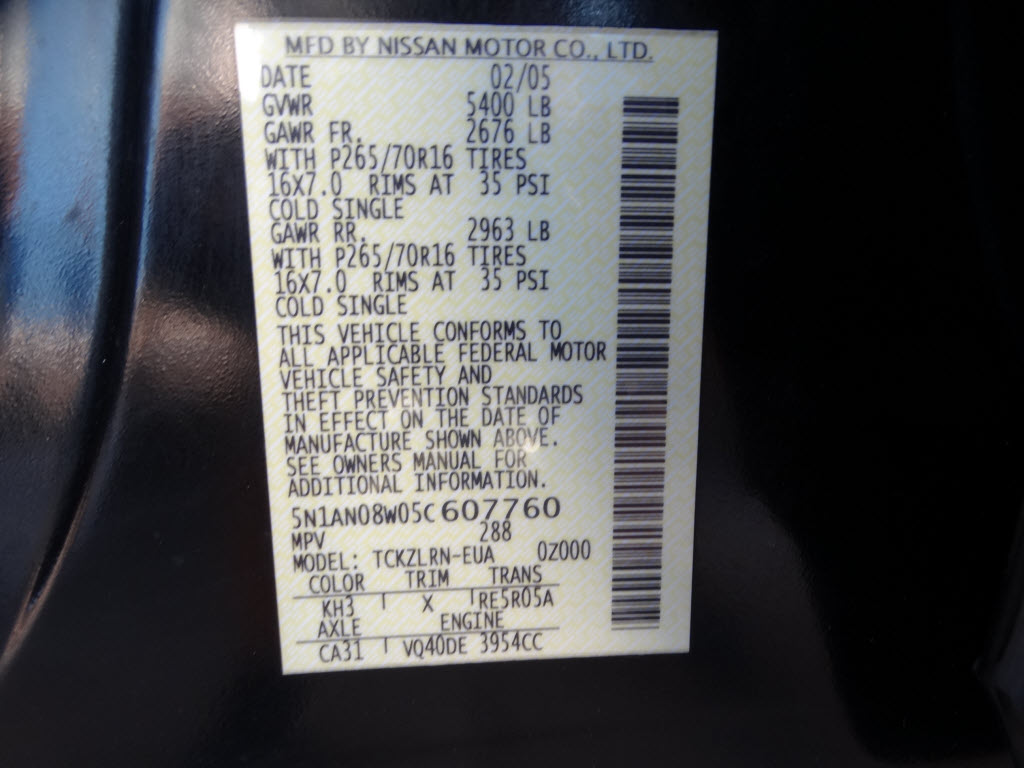 MFD BY NISSAN MOTOR CO., LTD.
DATE 02/05
GVWR 5400 LB
GAWR FR. 2676 LB
WITH P265/70R16 TIRES
16X7.0 RIMS AT 35 PSI
COLD SINGLE
GAWR RR. 2963 LB
WITH P265/70R16 TIRES
16X7.0 RIMS AT 35 PSI
COLD SINGLE
THIS VEHICLE CONFORMS TO
ALL APPLICABLE FEDERAL MOTOR
VEHICLE SAFETY AND
THEFT PREVENTION STANDARDS
IN EFFECT ON THE DATE OF
MANUFACTURE SHOWN ABOVE.
SEE OWNERS MANUAL FOR
ADDITIONAL INFORMATION.
5N1AN08W05C607760
MPV 288
MODEL: TCKZLRN-EUA 0Z000
COLOR TRIM TRANS
KH3 X RE5R05A
AXLE ENGINE
CA31 VQ40DE 3954CC